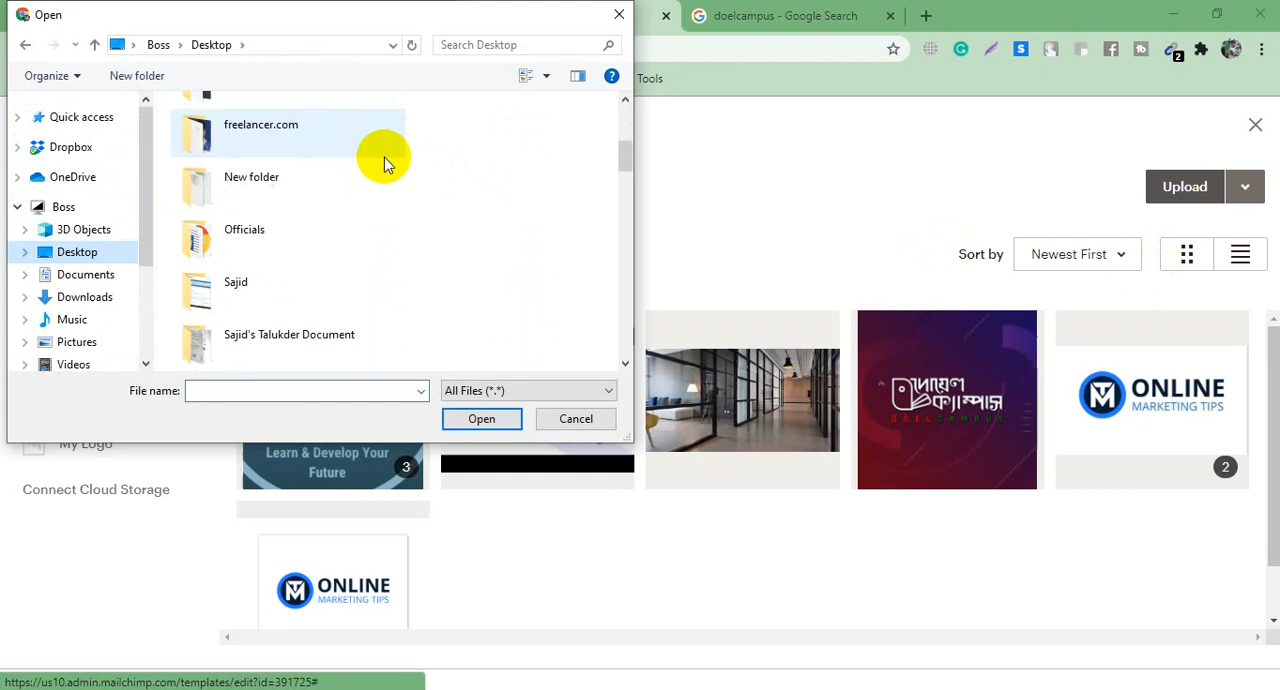 Open
doelcampus - Google Search
Boss
Desktop
Search Desktop
2
Organize
New folder
Tools
Quick access
Dropbox
OneDrive
Boss
3D Objects
Desktop
Documents
Downloads
Music
Pictures
Videos
freelancer.com
New folder
Officials
Sajid
Sajid's Talukder Document
Upload
Sort by
Newest First
File name:
All Files (*.*)
Open
Cancel
দোয়েল
ক্যাম্পাস
DOELCAMPUS
ONLINE
MARKETING TIPS
2
My Logo
Connect Cloud Storage
Learn & Develop Your
Future
3
ONLINE
MARKETING TIPS
https://us10.admin.mailchimp.com/templates/edit?id=391725#